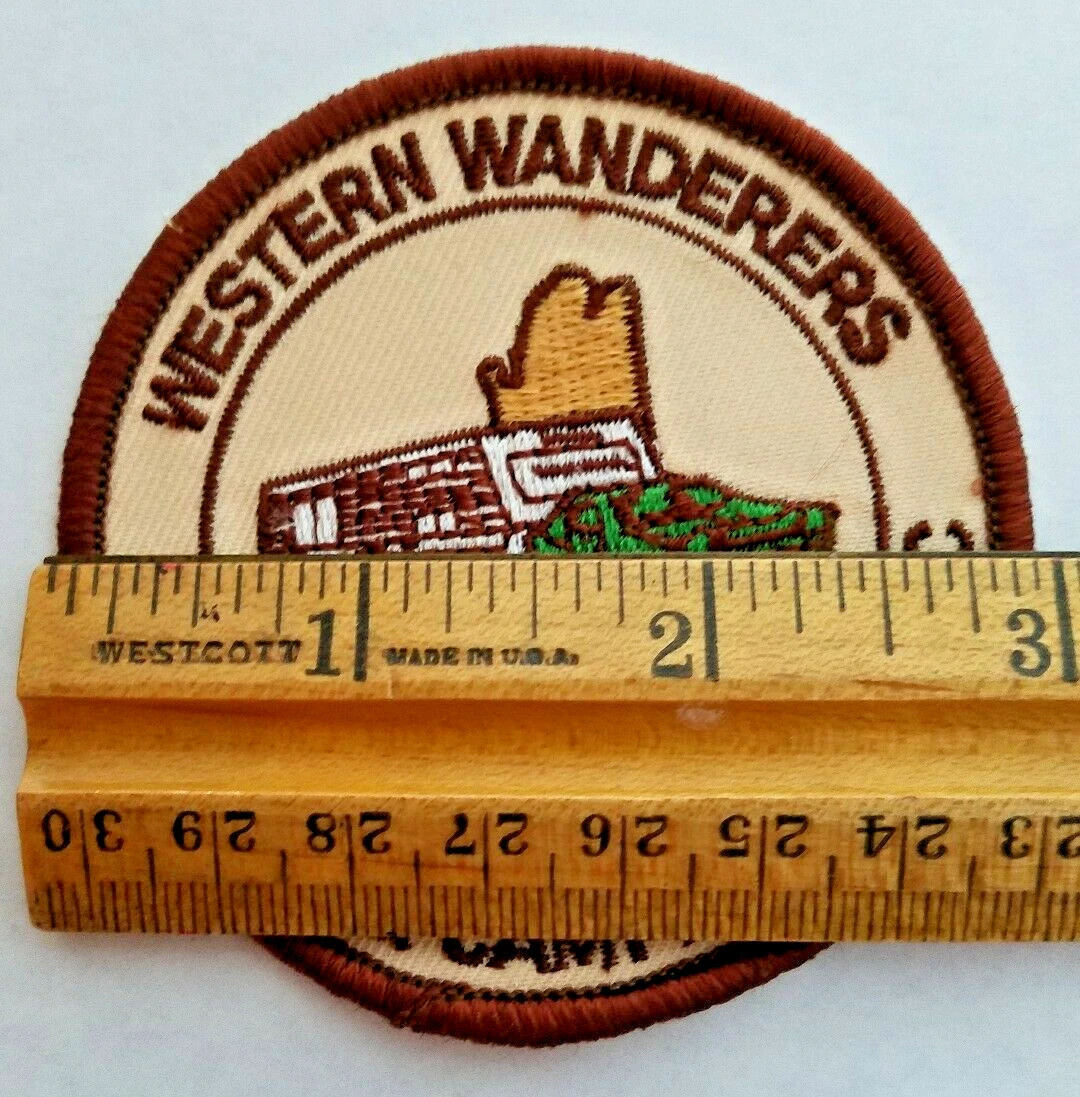 WESTERN WANDERERS
WESTCOTT 1 MADE IN U.S.A. 2 3
30 29 28 27 26 25 24 23